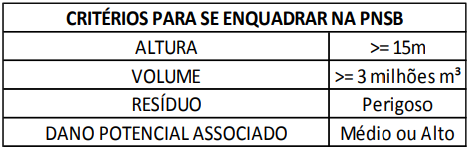 CRITÉRIOS PARA SE ENQUADRAR NA PNSB
ALTURA >= 15m
VOLUME >= 3 milhões m³
RESÍDUO Perigoso
DANO POTENCIAL ASSOCIADO Médio ou Alto